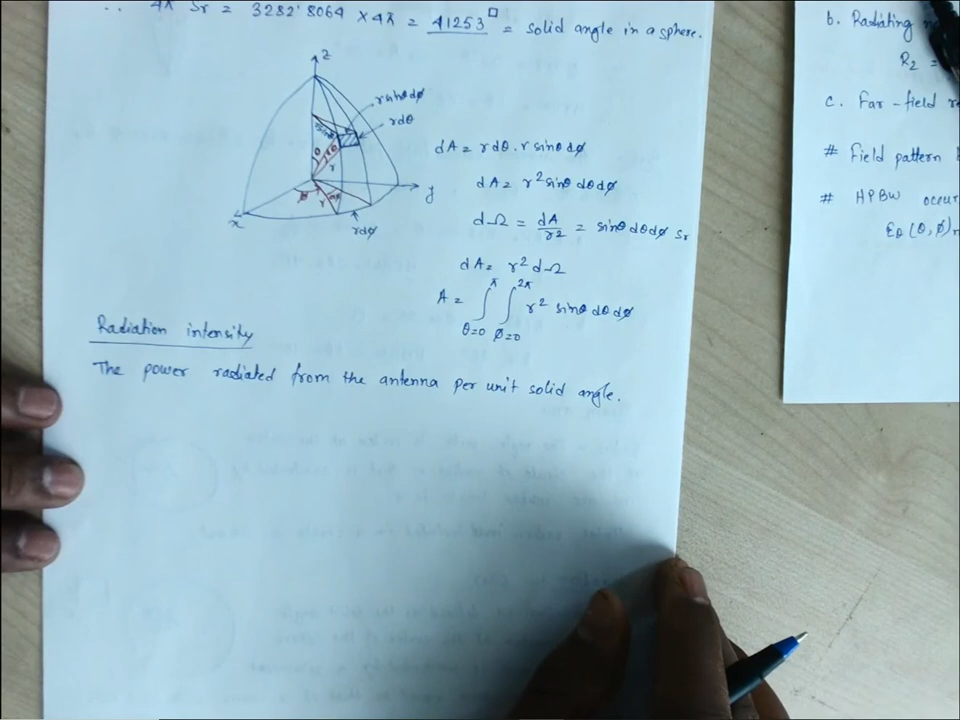 ∴ 4π Sr = 3282.8064 × 4π = 41253□ = solid angle in a sphere.
z
r sinθ dϕ
rdθ
r sinθ
θ
dθ
r
y
ϕ
x
rdϕ
dA = r dθ . r sinθ dϕ
dA = r² sinθ dθ dϕ
dΩ = dA/r² = sinθ dθ dϕ Sr
dA = r² dΩ
A = ∫ θ=0 π ∫ ϕ=0 2π r² sinθ dθ dϕ
Radiation intensity
The power radiated from the antenna per unit solid angle.
b. Radiating
R₂ =
c. Far-field
# Field pattern
# HPBW occur
Eθ(θ,ϕ)n